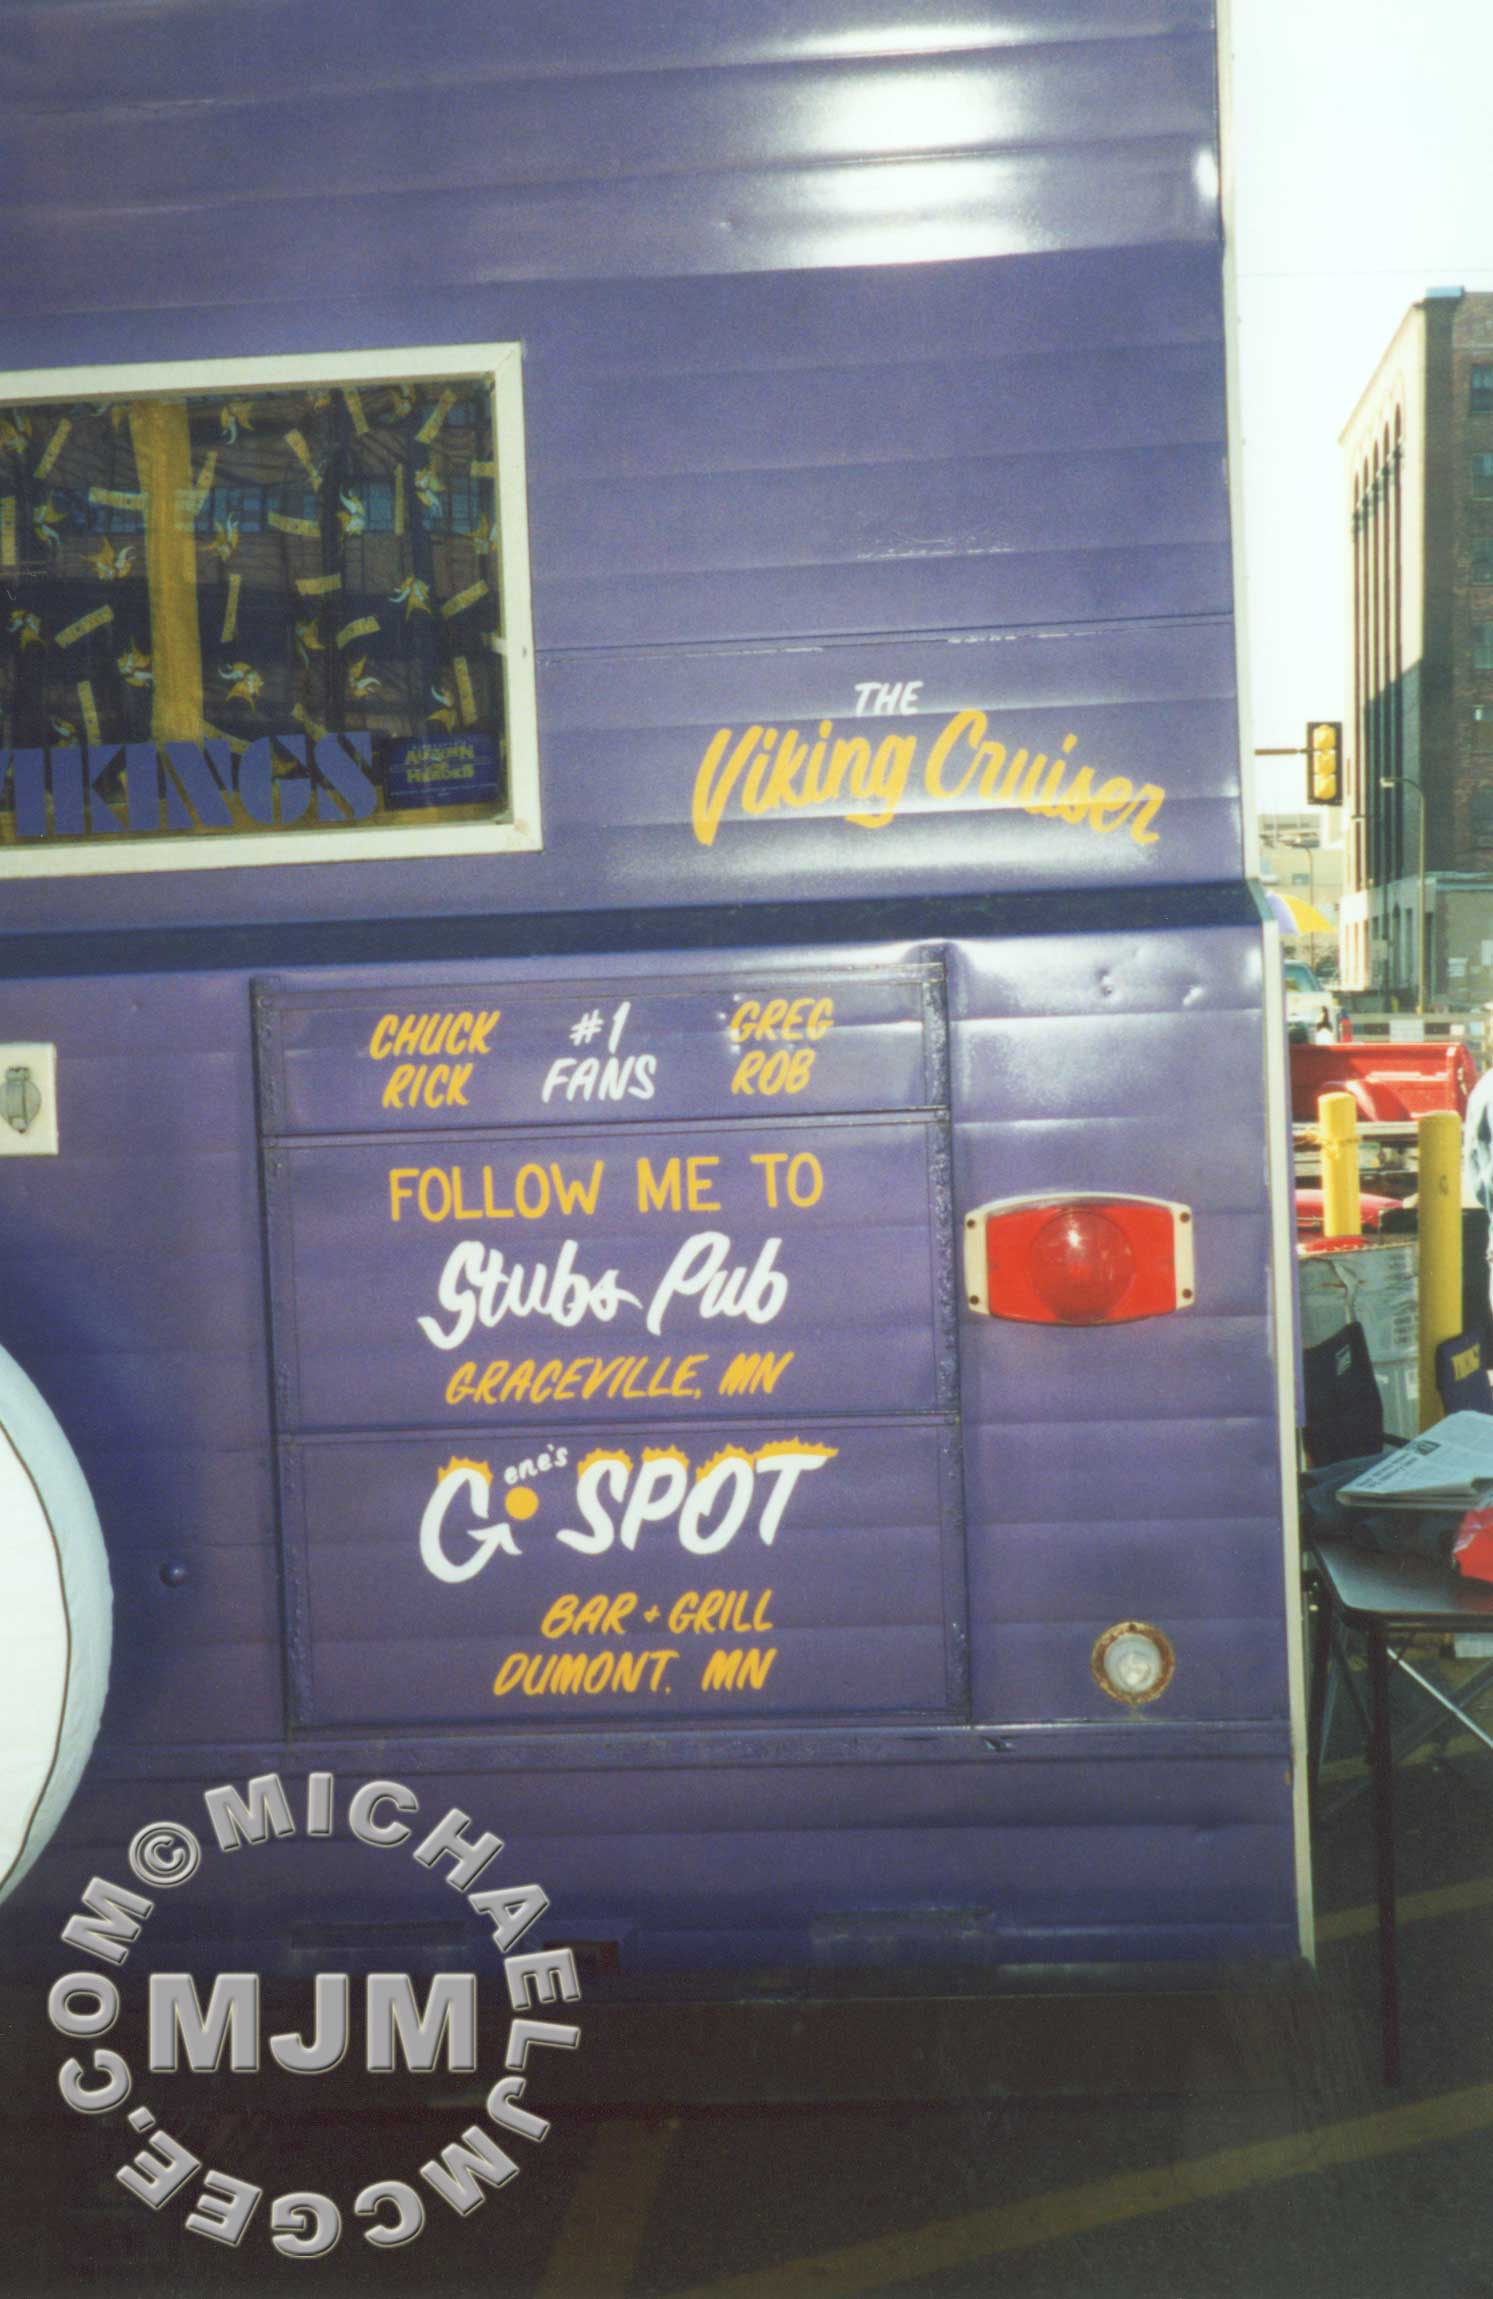 THE
Viking Cruiser
VIKINGS
CHUCK #1 GREG
RICK FANS ROB
FOLLOW ME TO
Stubs Pub
GRACEVILLE, MN
Gene's SPOT
BAR + GRILL
DUMONT, MN
©MICHAELJMCGEE.COM
MJM